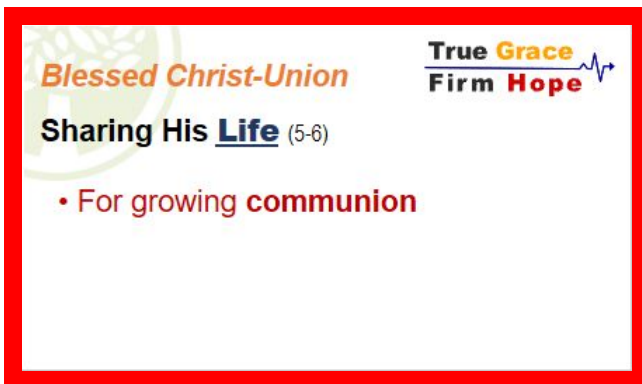 True Grace
Firm Hope
Blessed Christ-Union
Sharing His Life (5-6)
• For growing communion